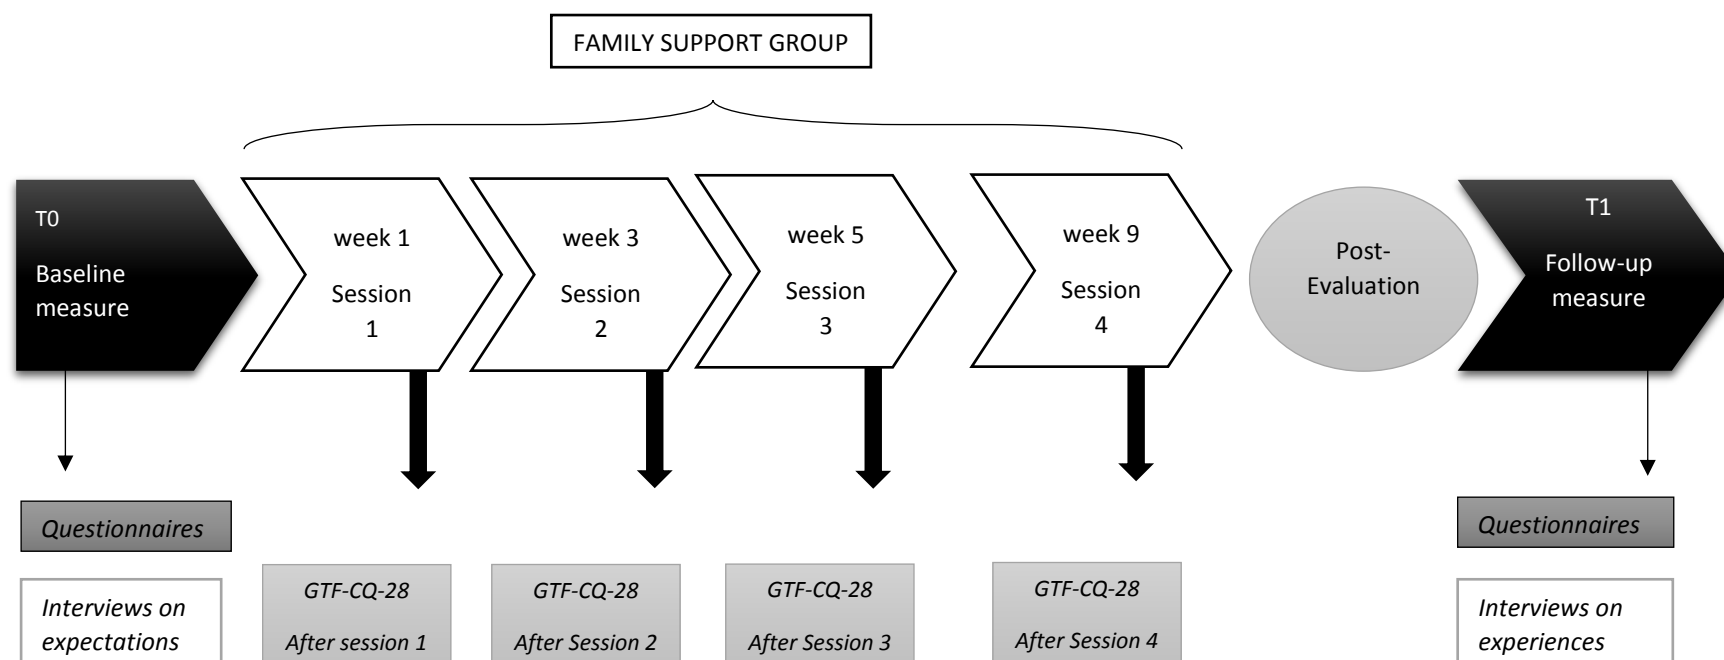 FAMILY SUPPORT GROUP
T0
Baseline
measure
week 1
Session
1
week 3
Session
2
week 5
Session
3
week 9
Session
4
Post-
Evaluation
T1
Follow-up
measure
Questionnaires
Interviews on
expectations
GTF-CQ-28
After session 1
GTF-CQ-28
After Session 2
GTF-CQ-28
After Session 3
GTF-CQ-28
After Session 4
Questionnaires
Interviews on
experiences